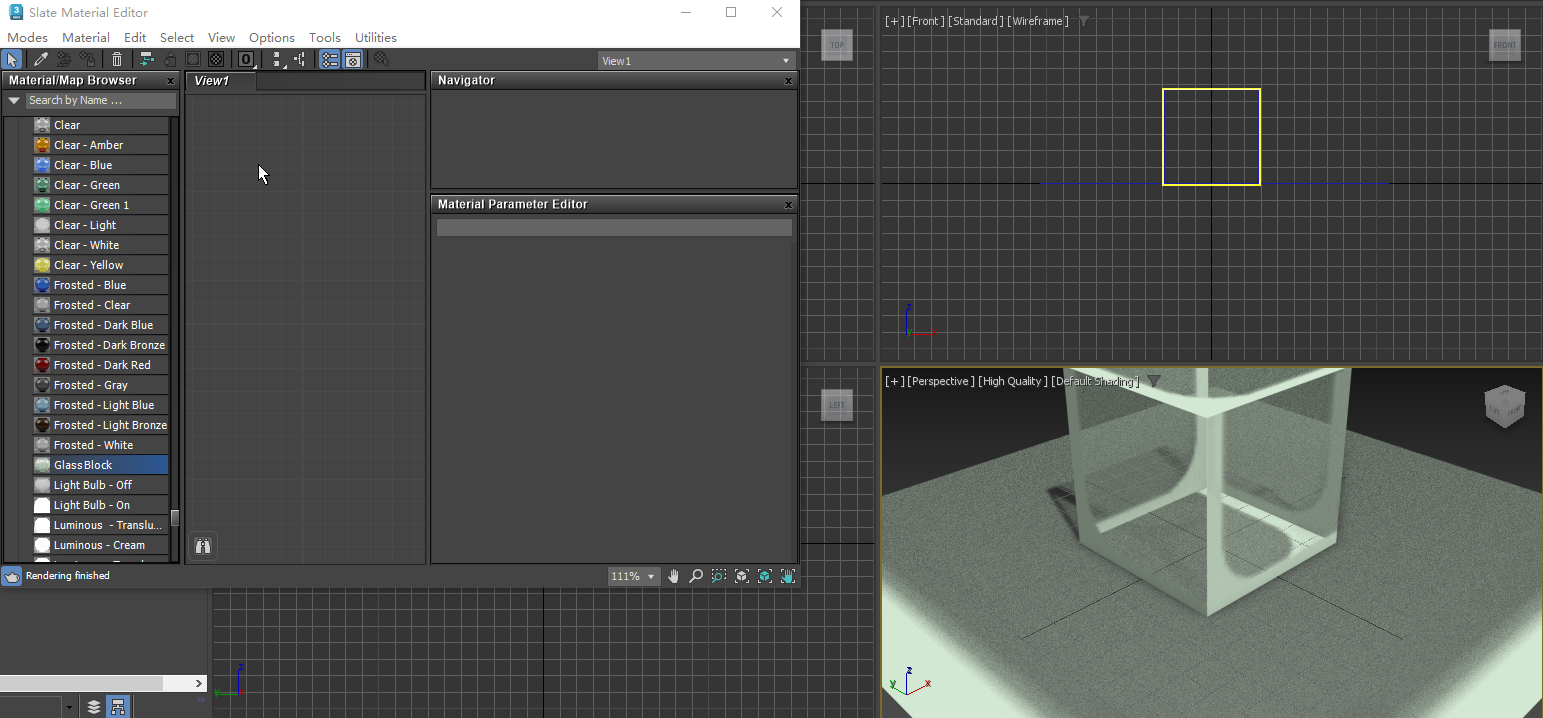 Slate Material Editor
Modes Material Edit Select View Options Tools Utilities
View1
Material/Map Browser
Search by Name ...
Clear
Clear - Amber
Clear - Blue
Clear - Green
Clear - Green 1
Clear - Light
Clear - White
Clear - Yellow
Frosted - Blue
Frosted - Clear
Frosted - Dark Blue
Frosted - Dark Bronze
Frosted - Dark Red
Frosted - Gray
Frosted - Light Blue
Frosted - Light Bronze
Frosted - White
GlassBlock
Light Bulb - Off
Light Bulb - On
Luminous - Translu...
Luminous - Cream
View1
Navigator
Material Parameter Editor
Rendering finished
111%
TOP
[+] [Front ] [Standard ] [Wireframe ]
FRONT
z
LEFT
[+] [Perspective ] [High Quality ] [Default Shading ]
z
y
z
y x